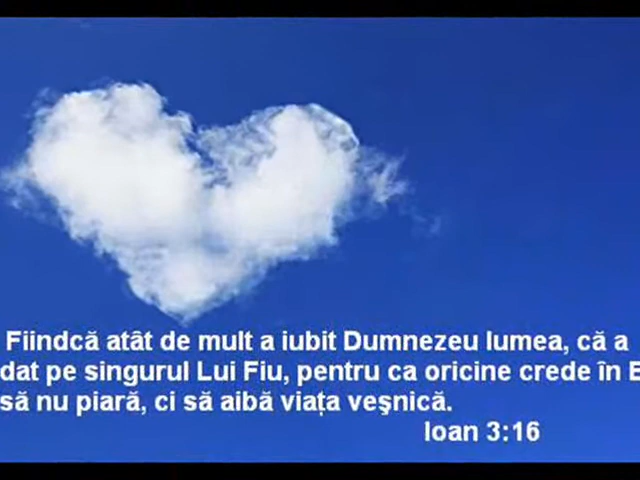 Fiindcă atât de mult a iubit Dumnezeu lumea, că a
dat pe singurul Lui Fiu, pentru ca oricine crede în E
să nu piară, ci să aibă viața veşnică.
Ioan 3:16